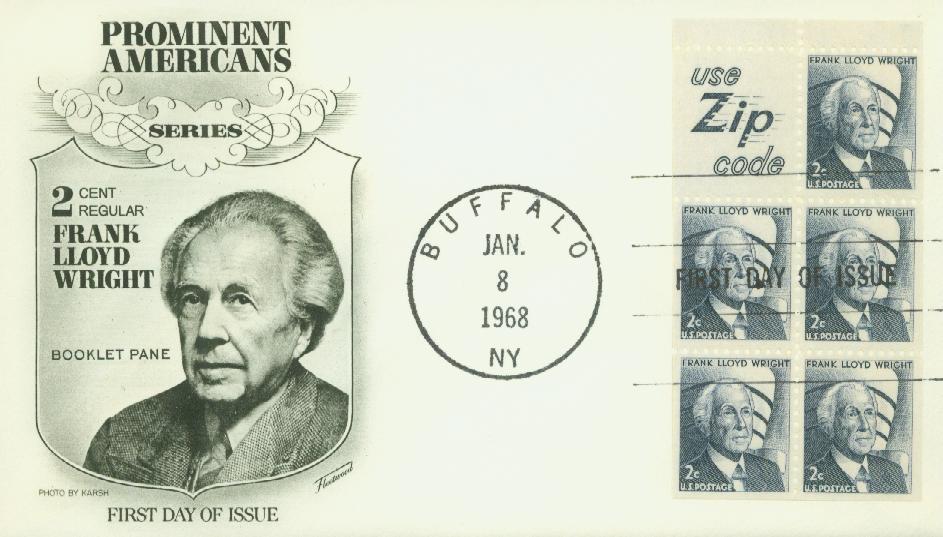 PROMINENT
AMERICANS
SERIES
2 CENT
REGULAR
FRANK
LLOYD
WRIGHT
BOOKLET PANE
PHOTO BY KARSH
Fleetwood
FIRST DAY OF ISSUE
BUFFALO
JAN.
8
1968
NY
use
Zip
code
FRANK LLOYD WRIGHT
2c
U.S. POSTAGE
FRANK LLOYD WRIGHT
2c
U.S. POSTAGE
FRANK LLOYD WRIGHT
2c
U.S. POSTAGE
FIRST DAY OF ISSUE
FRANK LLOYD WRIGHT
2c
U.S. POSTAGE
FRANK LLOYD WRIGHT
2c
U.S. POSTAGE